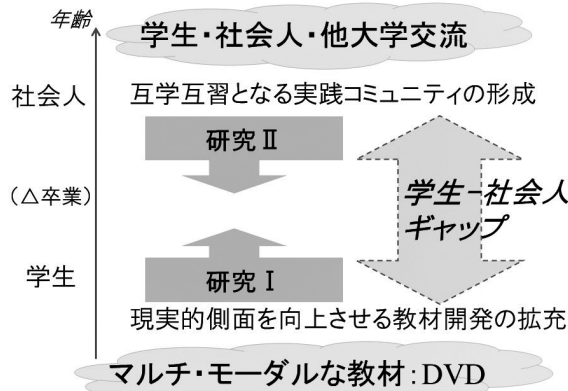 年齢
学生・社会人・他大学交流
社会人
互学互習となる実践コミュニティの形成
研究Ⅱ
(△卒業)
学生-社会人
ギャップ
学生
研究Ⅰ
現実的側面を向上させる教材開発の拡充
マルチ・モーダルな教材:DVD